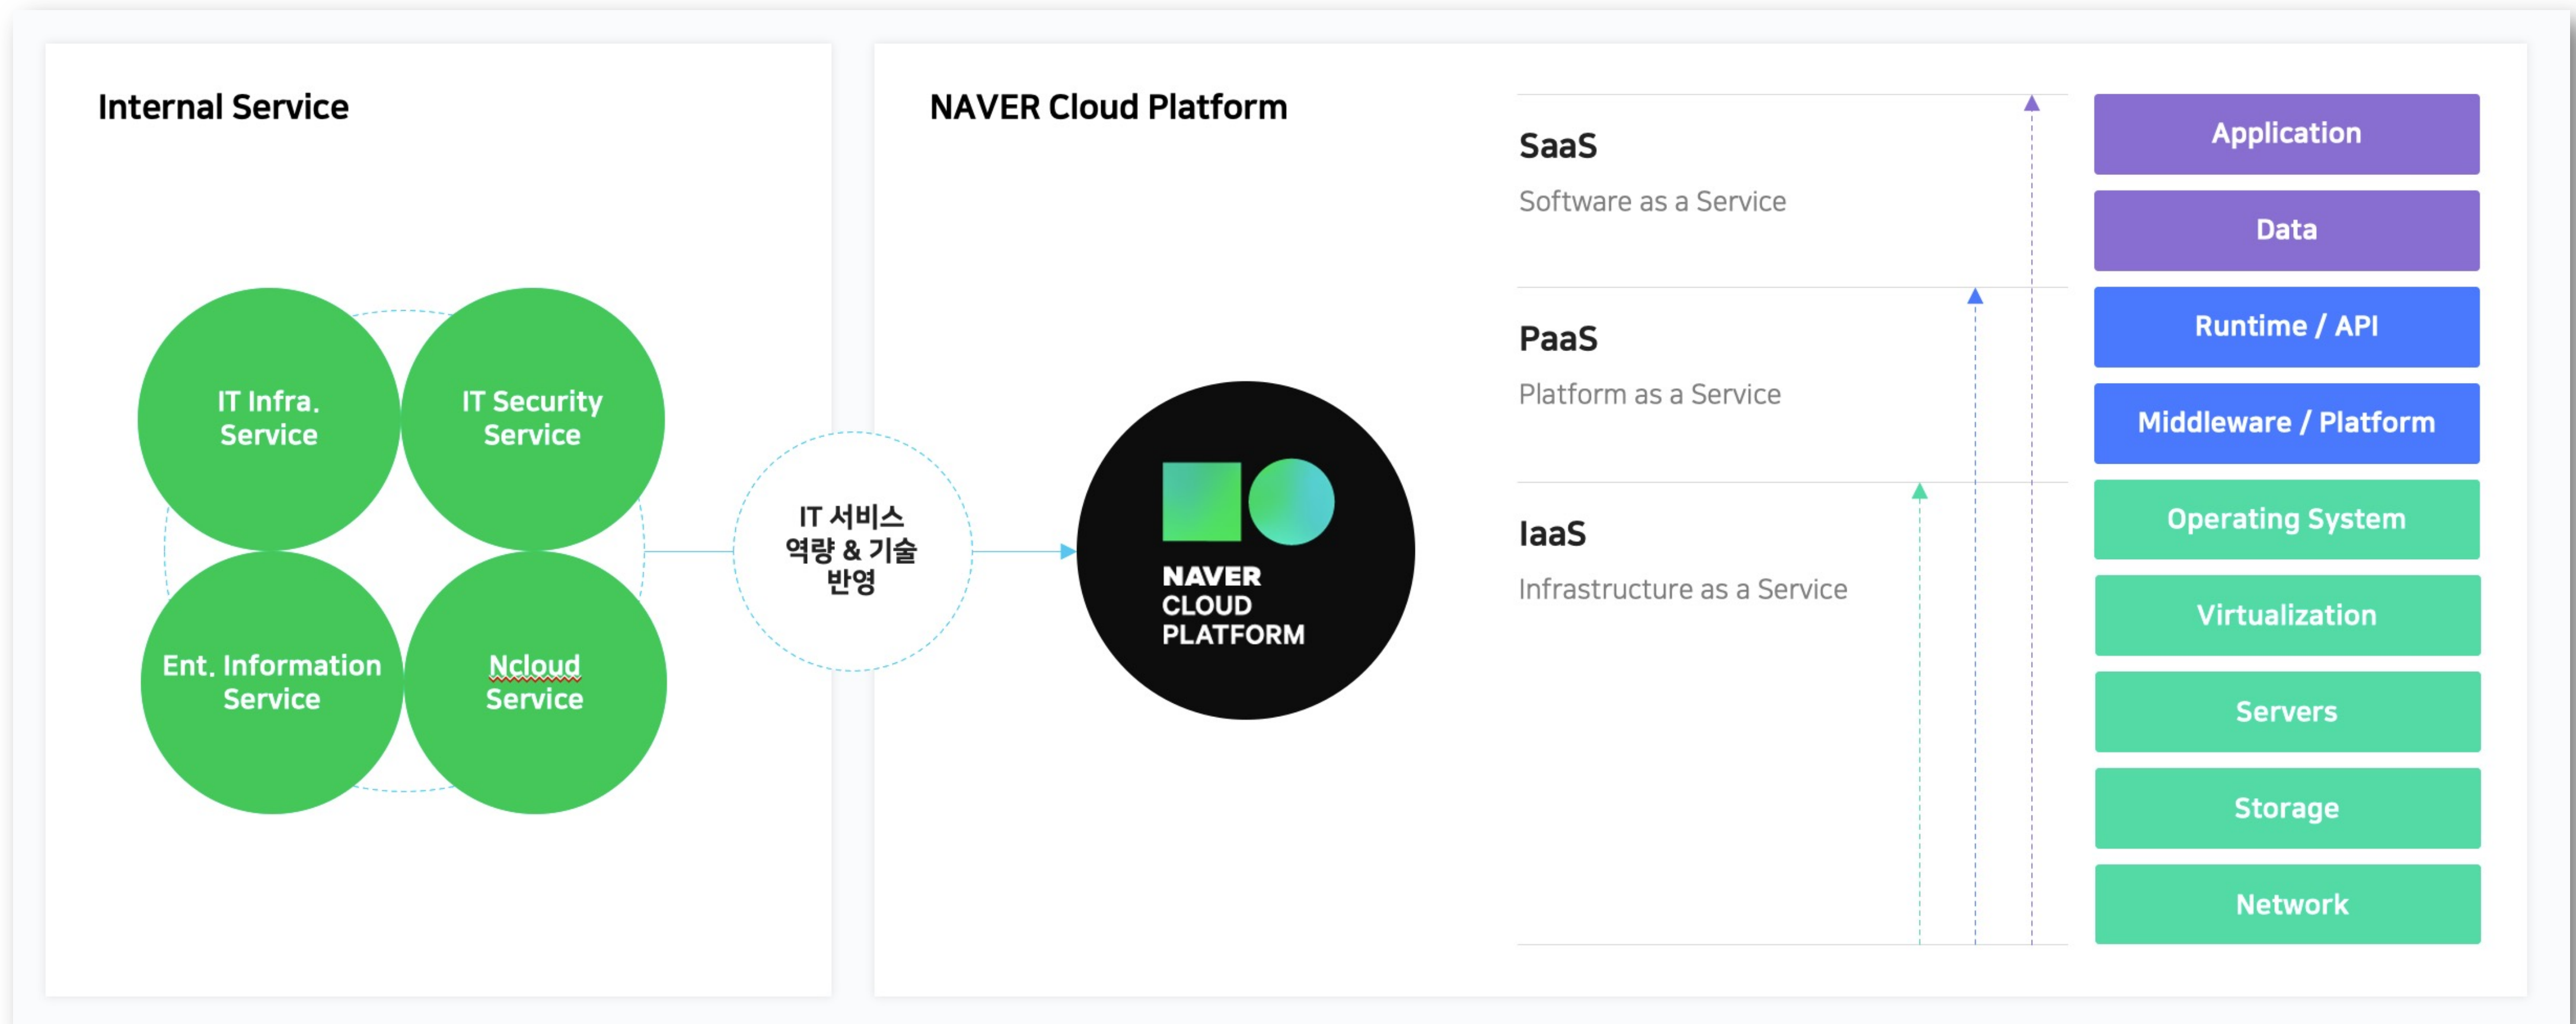 Internal Service
IT Infra.
Service
IT Security
Service
Ent. Information
Service
Ncloud
Service
IT 서비스
역량 & 기술
반영
NAVER Cloud Platform
NAVER
CLOUD
PLATFORM
SaaS
Software as a Service
PaaS
Platform as a Service
IaaS
Infrastructure as a Service
Application
Data
Runtime / API
Middleware / Platform
Operating System
Virtualization
Servers
Storage
Network